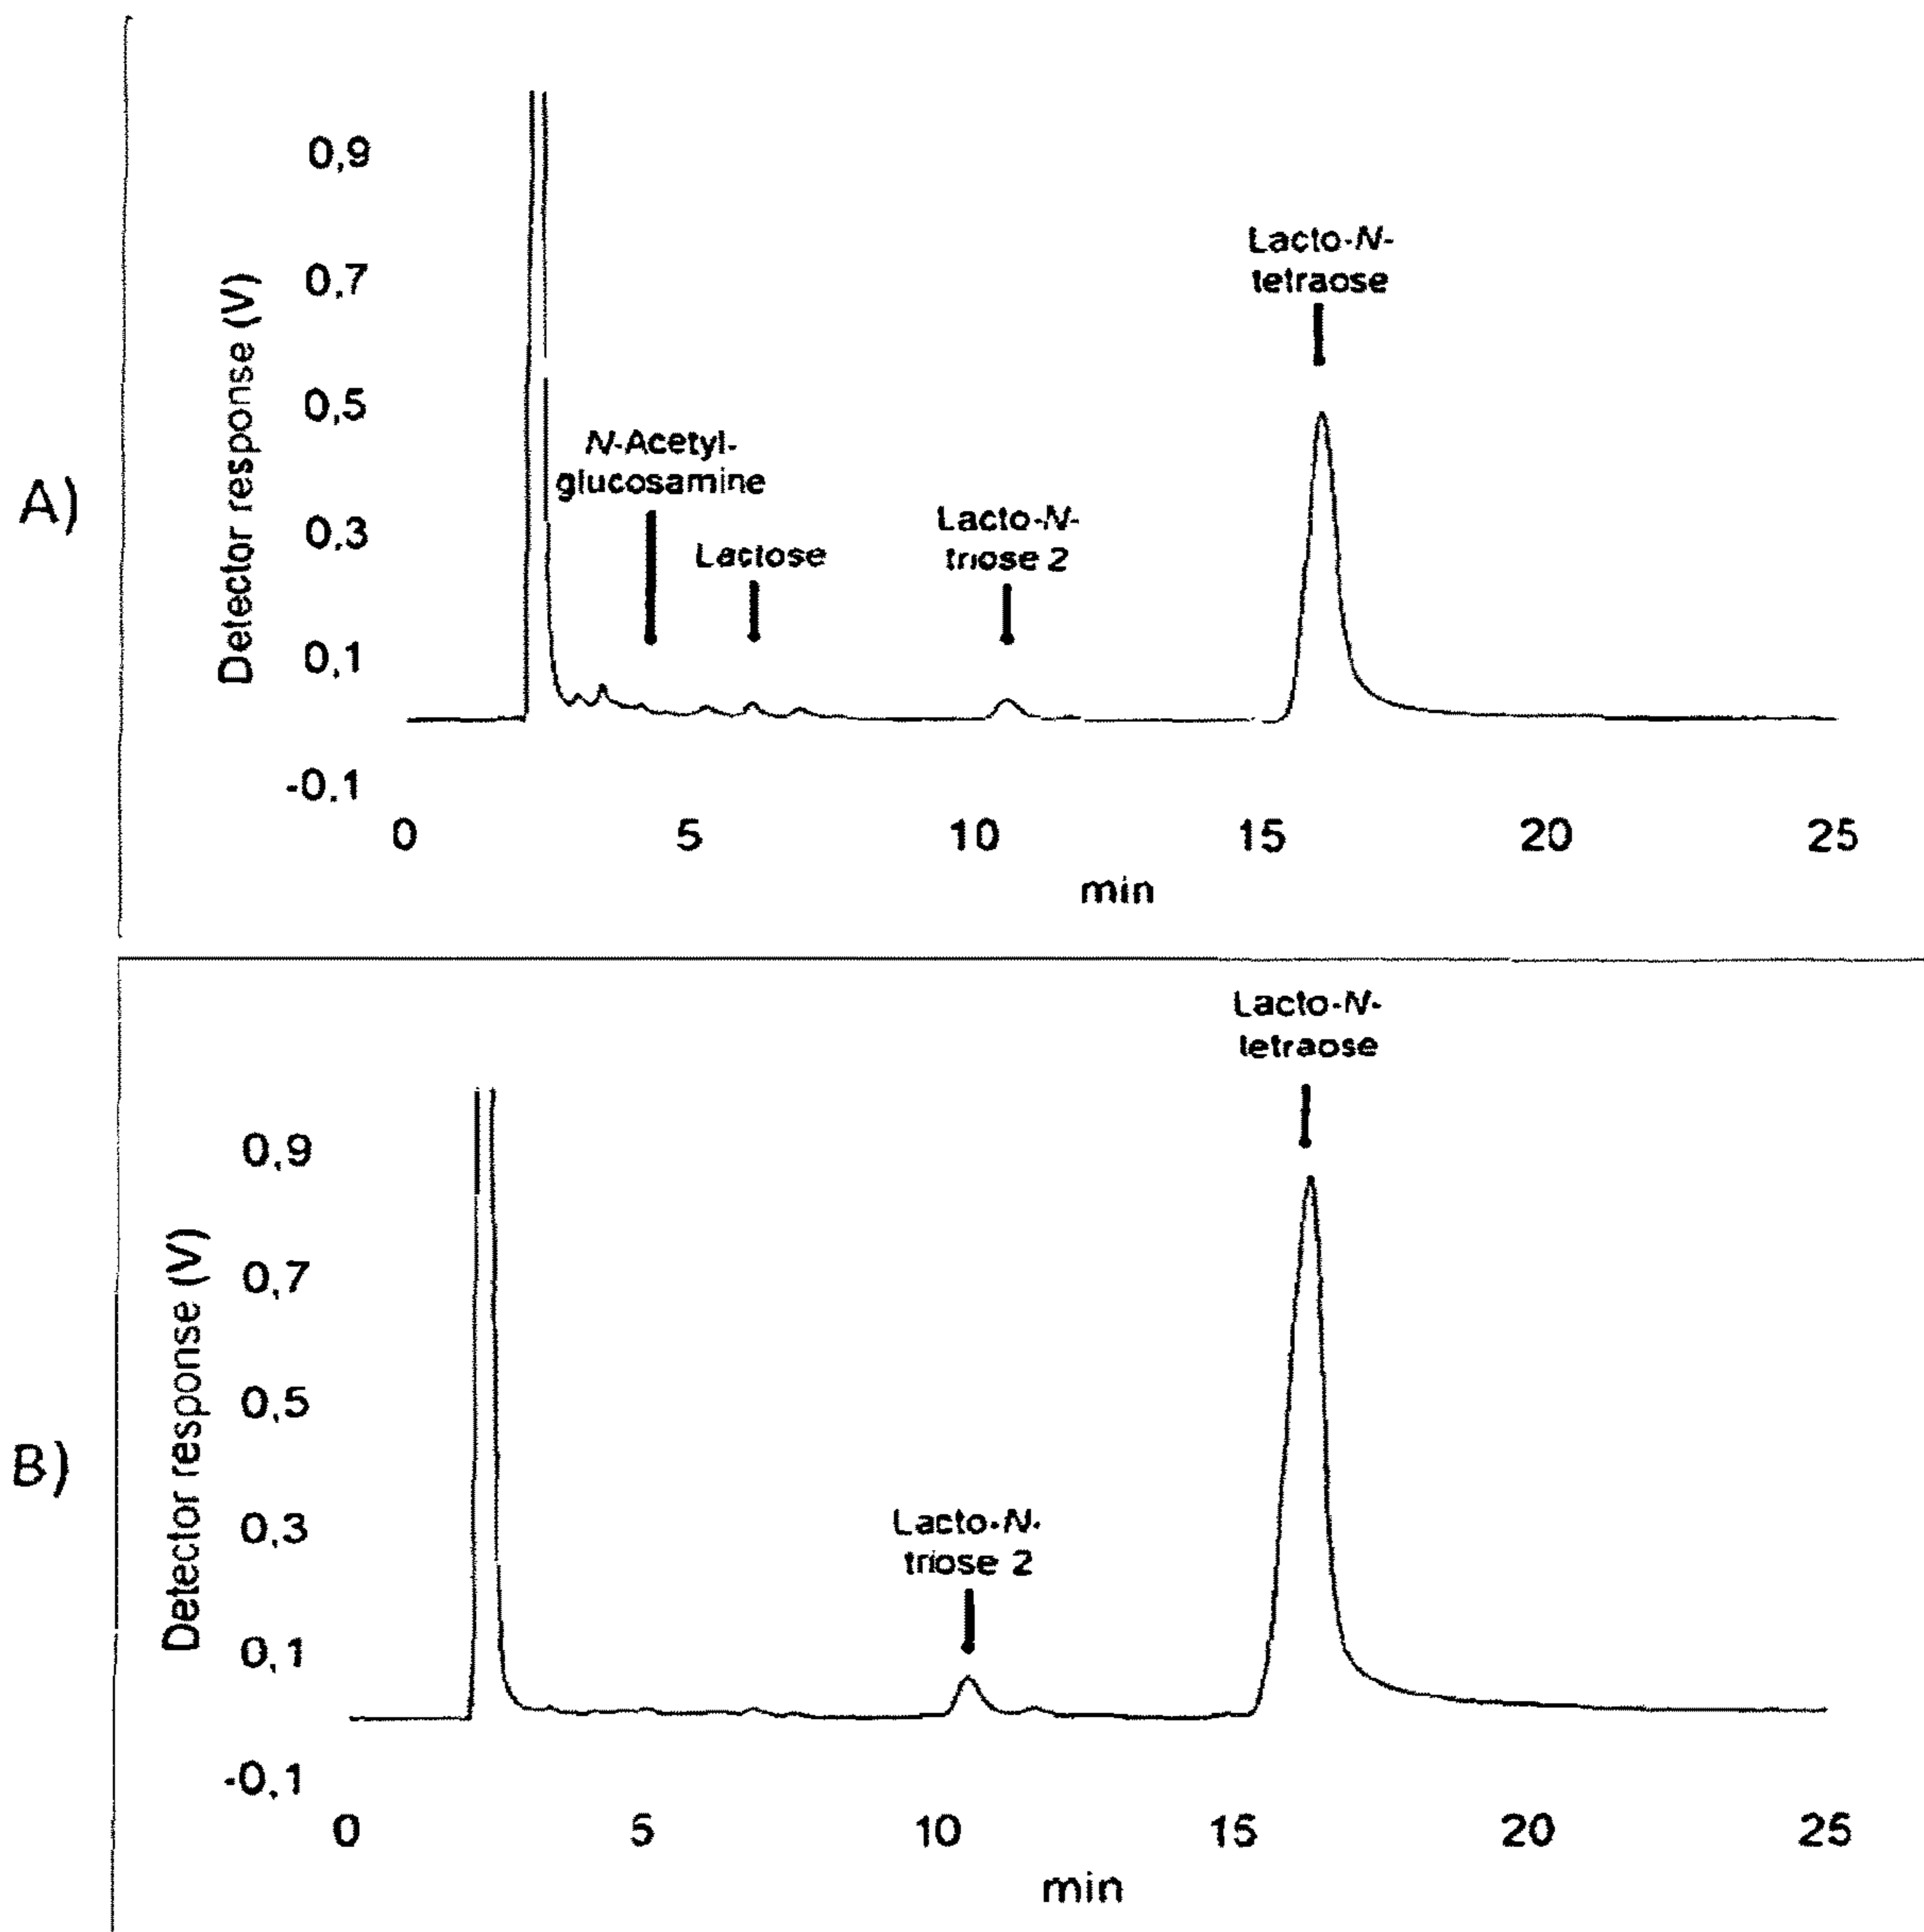 A)
Detector response (V)
0,9
0,7
0,5
0,3
0,1
-0.1
N-Acetyl-
glucosamine
Lactose
Lacto-N-
triose 2
Lacto-N-
tetraose
0 5 10 15 20 25
min
B)
Detector response (V)
0,9
0,7
0,5
0,3
0,1
-0,1
Lacto-N-
triose 2
Lacto-N-
tetraose
0 5 10 15 20 25
min